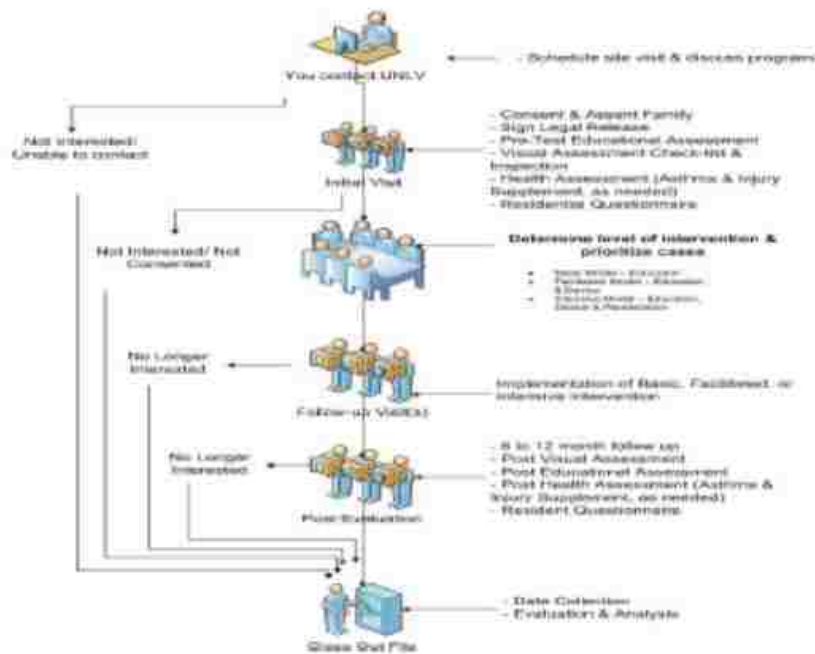 - Schedule site visit & discuss program
You contact UNLV
Not Interested/
Unable to contact
- Consent & Assent Family
- Sign Legal Release
- Pre-Test Educational Assessment
- Visual Assessment Check-list &
Inspection
- Health Assessment (Asthma & Injury
Supplement, as needed)
- Residential Questionnaire
Initial Visit
Not Interested/ Not
Consented
Determine level of intervention &
prioritize cases
No Longer
Interested
Implementation of Basic, Facilitated, or
Intensive Intervention
Follow-up Visit(s)
No Longer
Interested
- 6 to 12 month follow up
- Post Visual Assessment
- Post Educational Assessment
- Post Health Assessment (Asthma &
Injury Supplement, as needed)
- Resident Questionnaire
Post-Evaluation
- Data Collection
- Evaluation & Analysis
Close Out File